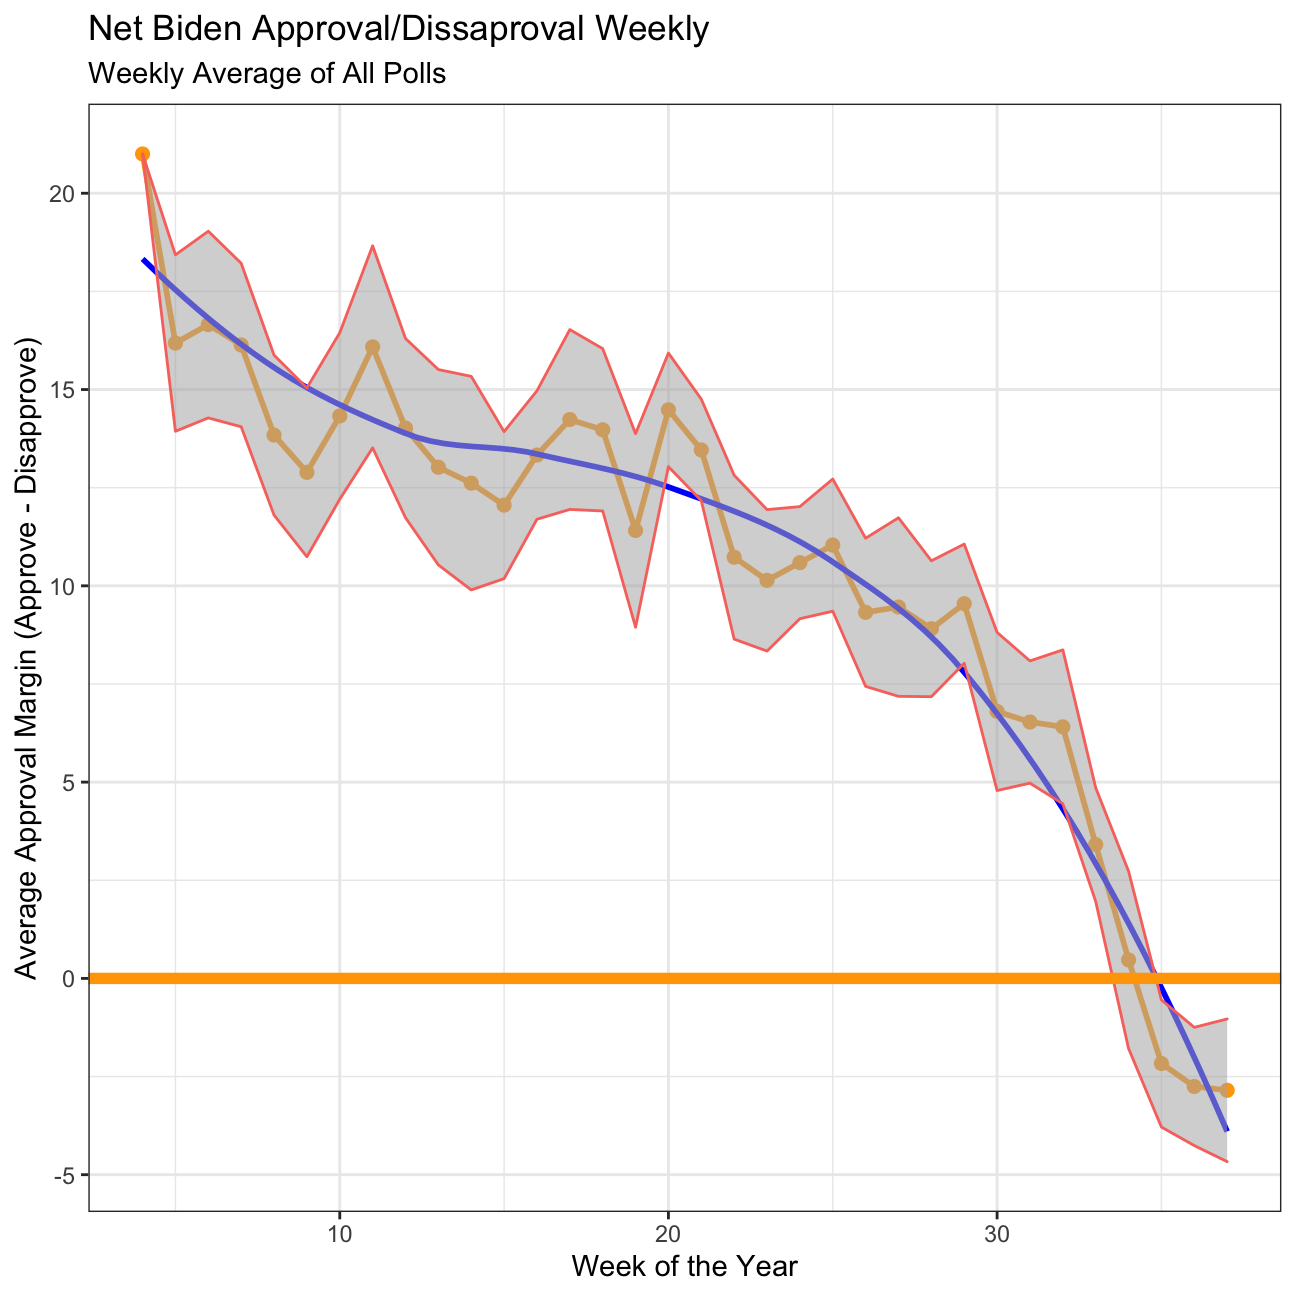 Net Biden Approval/Dissaproval Weekly
Weekly Average of All Polls
Average Approval Margin (Approve - Disapprove)
20
15
10
5
0
-5
10
20
30
Week of the Year